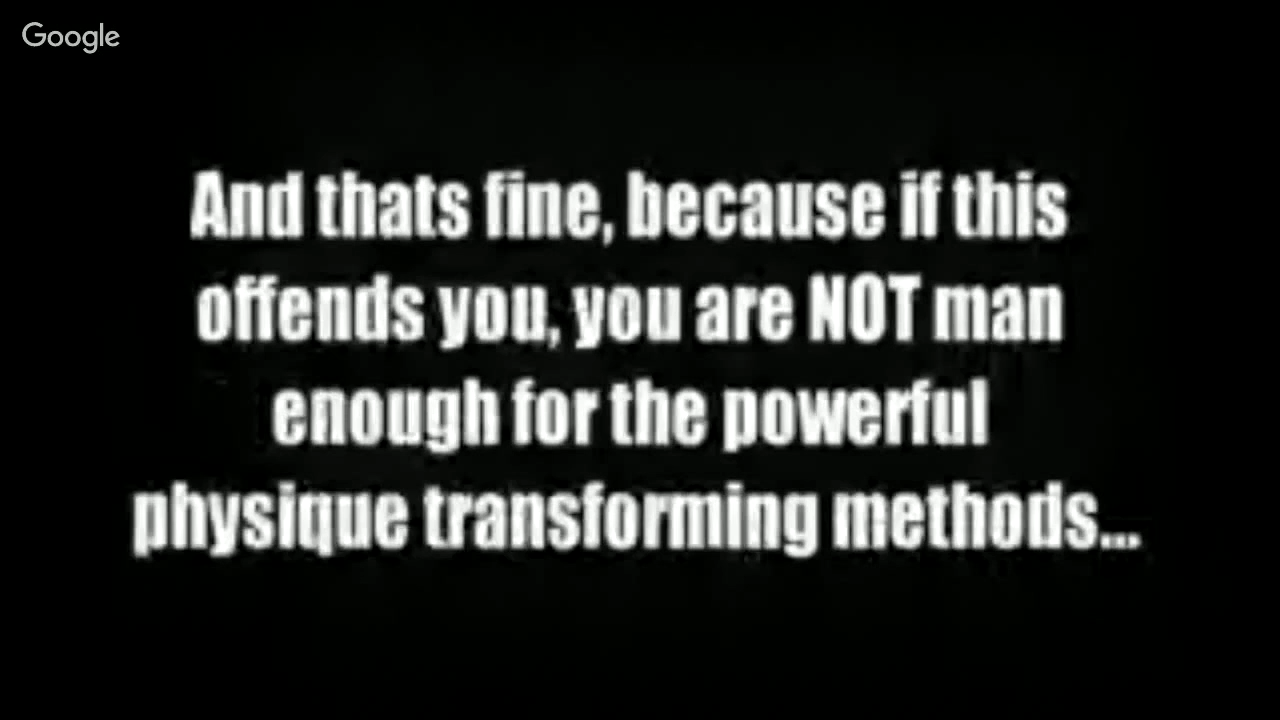 Google
And thats fine, because if this
offends you, you are NOT man
enough for the powerful
physique transforming methods...